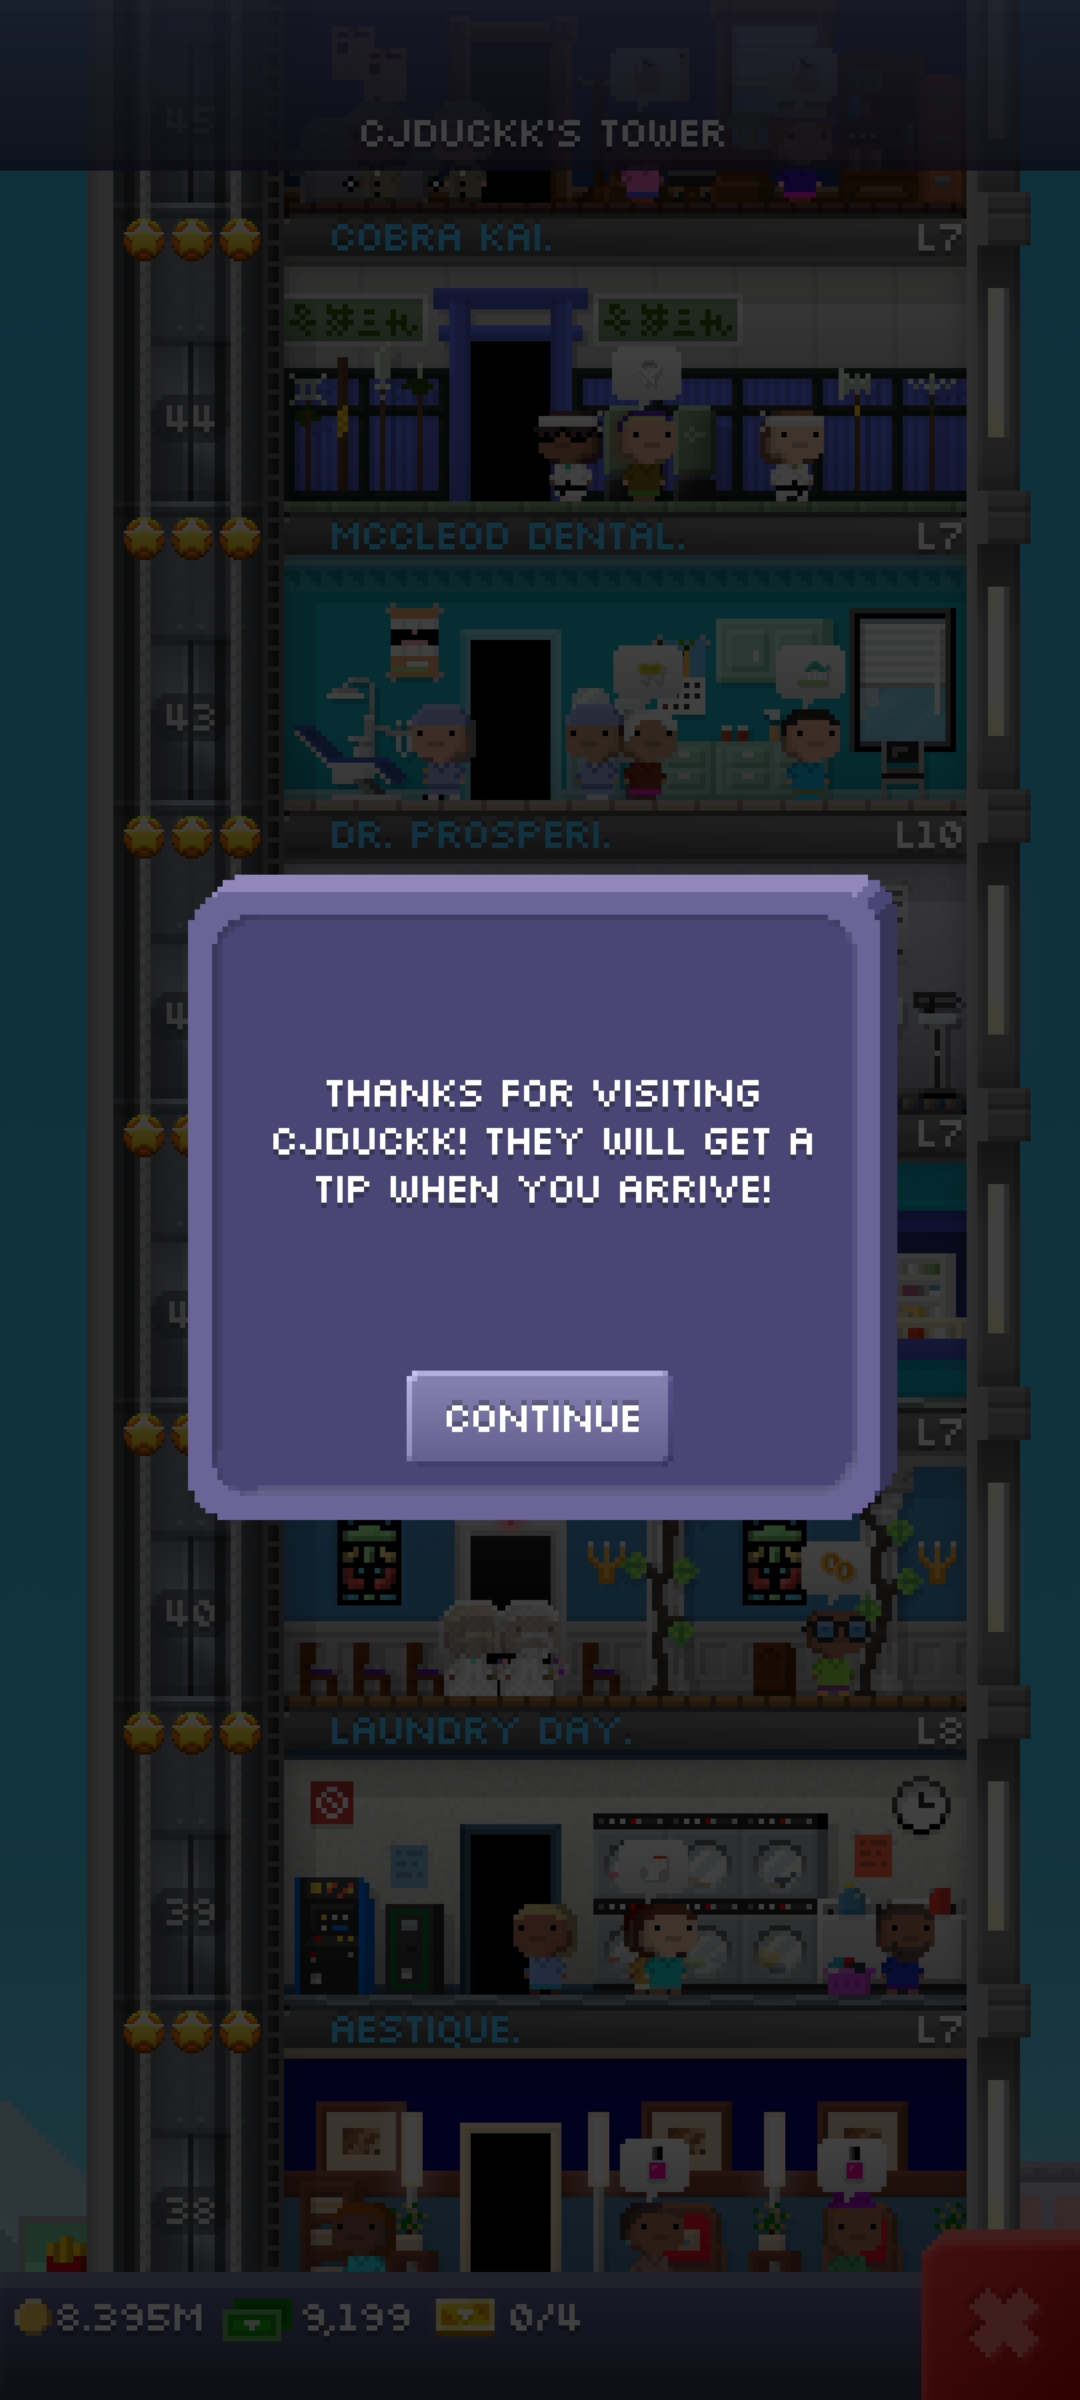 45
CJDUCKK'S TOWER
COBRA KAI. L7
44
MCCLEOD DENTAL. L7
43
DR. PROSPERI. L10
4
L7
4
L7
THANKS FOR VISITING
CJDUCKK! THEY WILL GET A
TIP WHEN YOU ARRIVE!
CONTINUE
40
LAUNDRY DAY. L8
39
AESTIQUE. L7
38
8.395M 9,199 0/4